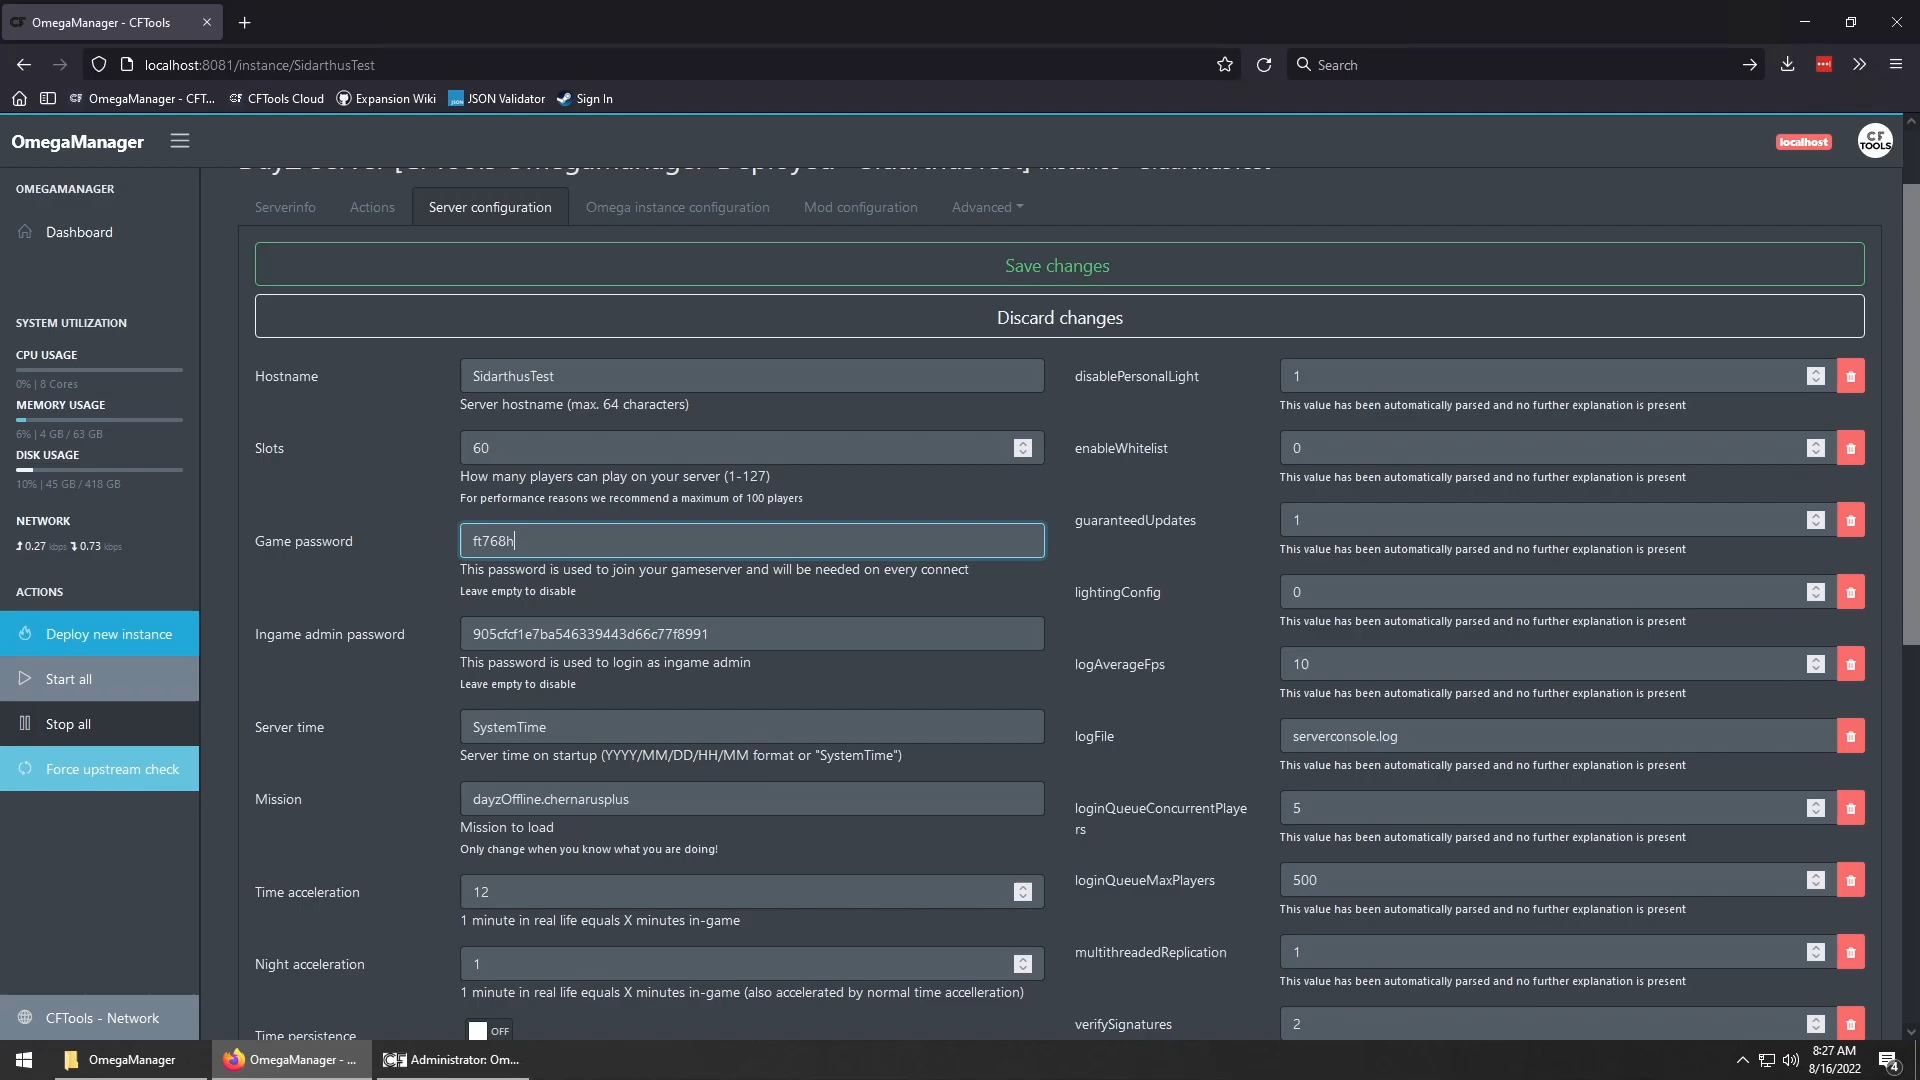 OmegaManager - CFTools
localhost:8081/instance/SidarthusTest
Search
OmegaManager - CFT...
CFTools Cloud
Expansion Wiki
JSON Validator
Sign In
OmegaManager
localhost
CF TOOLS
DayZ Server [CFTools OmegaManager Deployed - SidarthusTest] Instance - SidarthusTest
OMEGAMANAGER
Dashboard
SYSTEM UTILIZATION
CPU USAGE
0% | 8 Cores
MEMORY USAGE
6% | 4 GB / 63 GB
DISK USAGE
10% | 45 GB / 418 GB
NETWORK
0.27 kbps 0.73 kbps
ACTIONS
Deploy new instance
Start all
Stop all
Force upstream check
CFTools - Network
Serverinfo
Actions
Server configuration
Omega instance configuration
Mod configuration
Advanced
Save changes
Discard changes
Hostname
SidarthusTest
Server hostname (max. 64 characters)
Slots
60
How many players can play on your server (1-127)
For performance reasons we recommend a maximum of 100 players
Game password
ft768h
This password is used to join your gameserver and will be needed on every connect
Leave empty to disable
Ingame admin password
905cfcf1e7ba546339443d66c77f8991
This password is used to login as ingame admin
Leave empty to disable
Server time
SystemTime
Server time on startup (YYYY/MM/DD/HH/MM format or "SystemTime")
Mission
dayzOffline.chernarusplus
Mission to load
Only change when you know what you are doing!
Time acceleration
12
1 minute in real life equals X minutes in-game
Night acceleration
1
1 minute in real life equals X minutes in-game (also accelerated by normal time accelleration)
Time persistence
OFF
disablePersonalLight
1
This value has been automatically parsed and no further explanation is present
enableWhitelist
0
This value has been automatically parsed and no further explanation is present
guaranteedUpdates
1
This value has been automatically parsed and no further explanation is present
lightingConfig
0
This value has been automatically parsed and no further explanation is present
logAverageFps
10
This value has been automatically parsed and no further explanation is present
logFile
serverconsole.log
This value has been automatically parsed and no further explanation is present
loginQueueConcurrentPlaye
rs
5
This value has been automatically parsed and no further explanation is present
loginQueueMaxPlayers
500
This value has been automatically parsed and no further explanation is present
multithreadedReplication
1
This value has been automatically parsed and no further explanation is present
verifySignatures
2
OmegaManager
OmegaManager - ...
Administrator: Om...
8:27 AM
8/16/2022
4